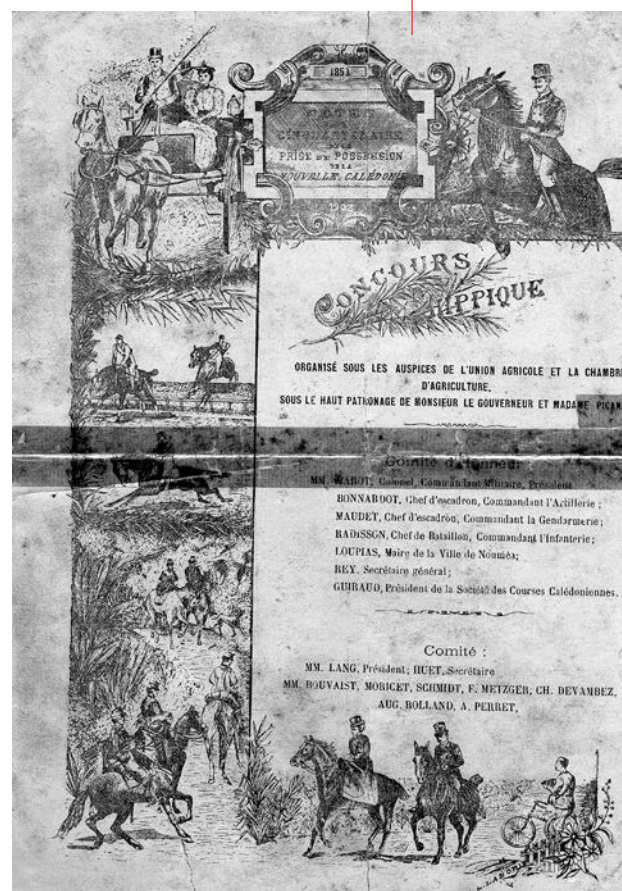 1853
CINQUANTENAIRE
PRISE DE POSSESSION
DE LA
NOUVELLE-CALÉDONIE
1903
CONCOURS
HIPPIQUE
ORGANISÉ SOUS LES AUSPICES DE L'UNION AGRICOLE ET LA CHAMBRE
D'AGRICULTURE,
SOUS LE HAUT PATRONAGE DE MONSIEUR LE GOUVERNEUR ET MADAME PICAN
Comité d'Honneur
MM. Colonel, Commandant Militaire, Président
BONNARDOT, Chef d'escadron, Commandant l'Artillerie ;
MAUDET, Chef d'escadron, Commandant la Gendarmerie ;
RADISSON, Chef de Bataillon, Commandant l'Infanterie ;
LOUPIAS, Maire de la Ville de Nouméa ;
REY, Secrétaire général ;
GUIRAUD, Président de la Société des Courses Calédoniennes.
Comité :
MM. LANG, Président ; HUET, Secrétaire
MM. ROUVAIST, MORICET, SCHMIDT, F. METZGER, CH. DEVAMBEZ,
AUG. ROLLAND, A. PERRET,